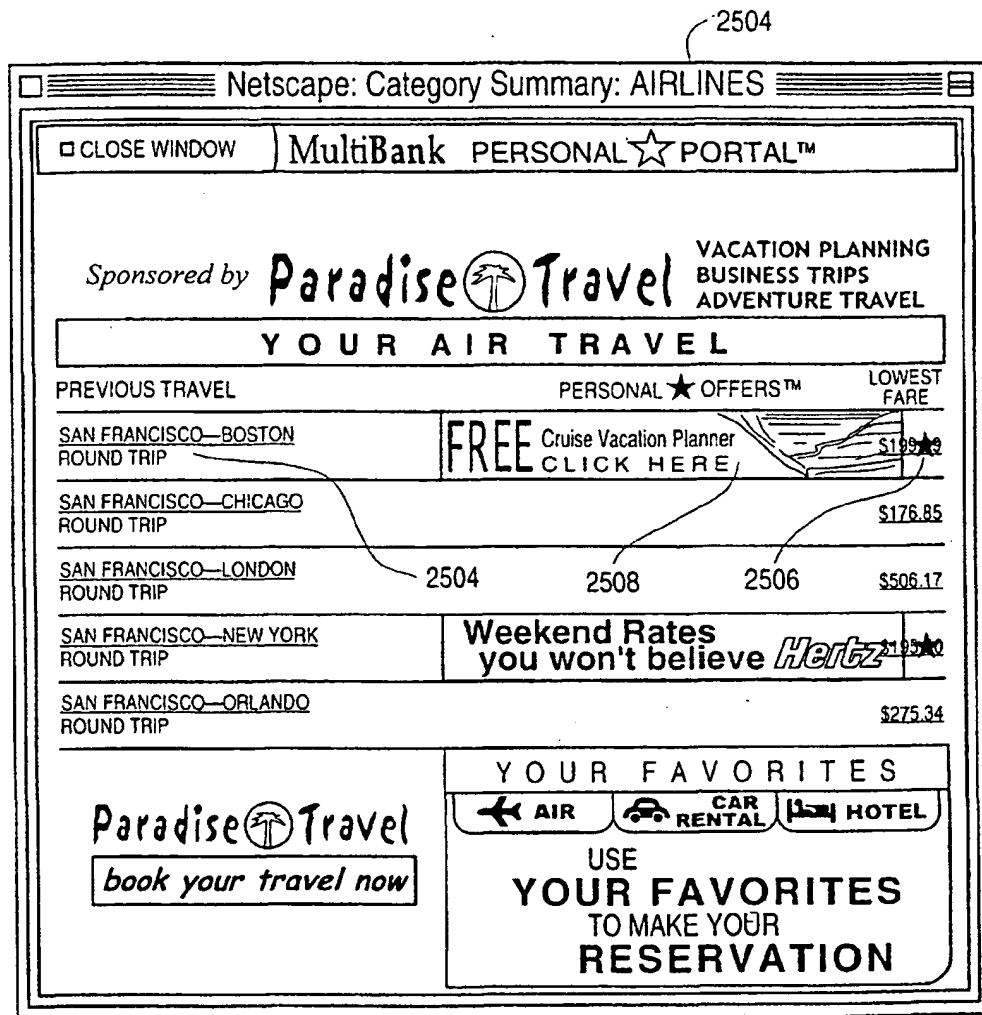 2504
Netscape: Category Summary: AIRLINES
CLOSE WINDOW MultiBank PERSONAL PORTAL™
Sponsored by Paradise Travel
VACATION PLANNING
BUSINESS TRIPS
ADVENTURE TRAVEL
YOUR AIR TRAVEL
PREVIOUS TRAVEL PERSONAL ★ OFFERS™ LOWEST FARE
SAN FRANCISCO—BOSTON
ROUND TRIP
FREE Cruise Vacation Planner
CLICK HERE
SAN FRANCISCO—CHICAGO
ROUND TRIP
$176.85
SAN FRANCISCO—LONDON
ROUND TRIP
2504 2508 2506
$506.17
SAN FRANCISCO—NEW YORK
ROUND TRIP
Weekend Rates
you won't believe Hertz
SAN FRANCISCO—ORLANDO
ROUND TRIP
$275.34
Paradise Travel
book your travel now
YOUR FAVORITES
AIR CAR RENTAL HOTEL
USE
YOUR FAVORITES
TO MAKE YOUR
RESERVATION